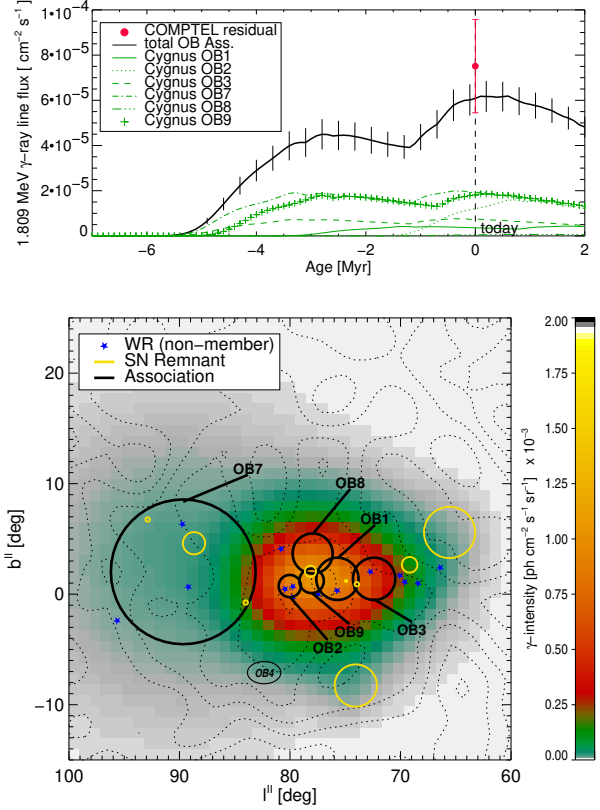 1.809 MeV γ-ray line flux [ cm⁻² s⁻¹ ]
1•10⁻⁴
8•10⁻⁵
6•10⁻⁵
4•10⁻⁵
2•10⁻⁵
0
COMPTEL residual
total OB Ass.
Cygnus OB1
Cygnus OB2
Cygnus OB3
Cygnus OB7
Cygnus OB8
Cygnus OB9
today
−6 −4 −2 0 2
Age [Myr]
WR (non-member)
SN Remnant
Association
OB7
OB8
OB1
OB3
OB9
OB2
OB4
20
10
0
−10
bᴵᴵ [deg]
100 90 80 70 60
lᴵᴵ [deg]
2.00
1.75
1.50
1.25
1.00
0.75
0.50
0.25
0.00
γ-intensity [ph cm⁻² s⁻¹ sr⁻¹] x 10⁻³